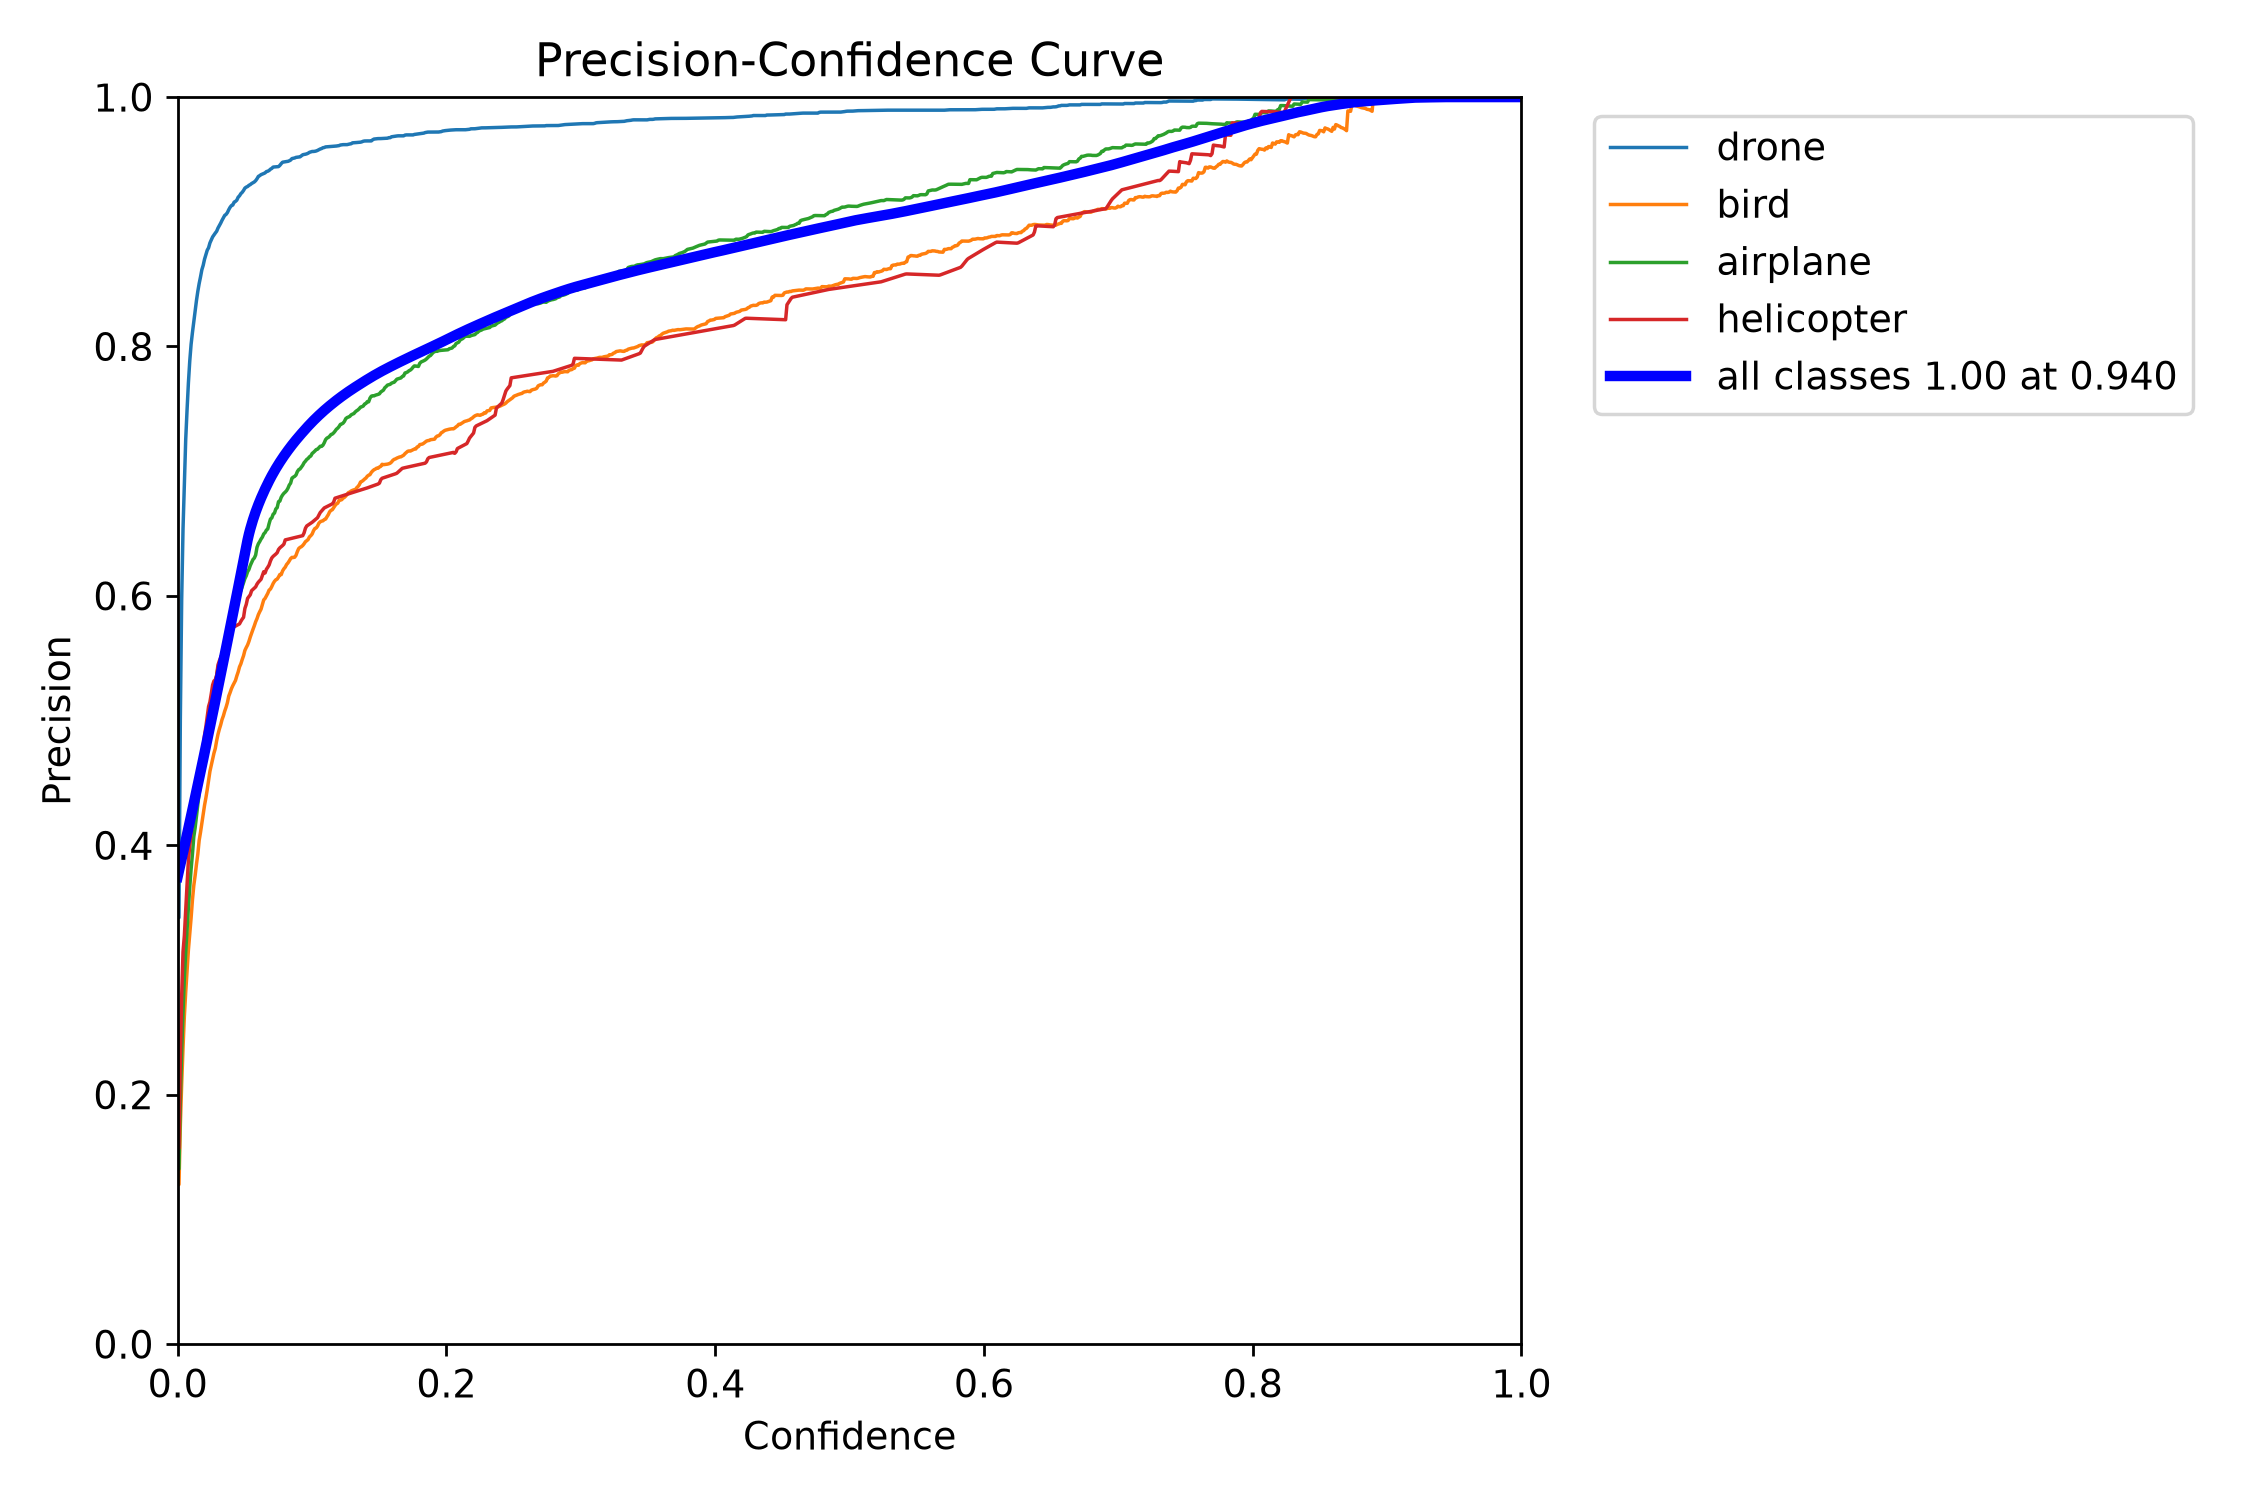 Precision-Confidence Curve
1.0
0.8
0.6
0.4
0.2
0.0
Precision
0.0 0.2 0.4 0.6 0.8 1.0
Confidence
drone
bird
airplane
helicopter
all classes 1.00 at 0.940